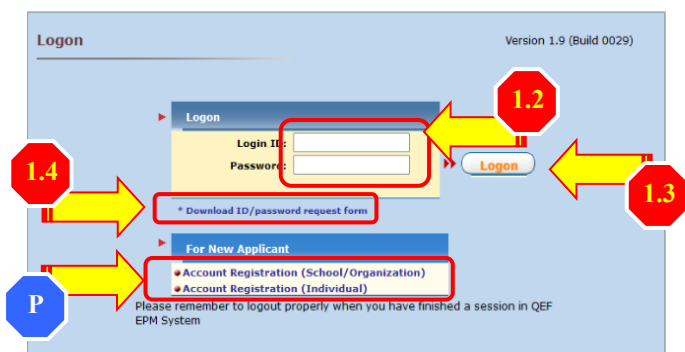 Logon
Version 1.9 (Build 0029)
1.2
Logon
Login ID:
Password:
Logon
1.4
1.3
* Download ID/password request form
For New Applicant
Account Registration (School/Organization)
Account Registration (Individual)
P
Please remember to logout properly when you have finished a session in QEF
EPM System